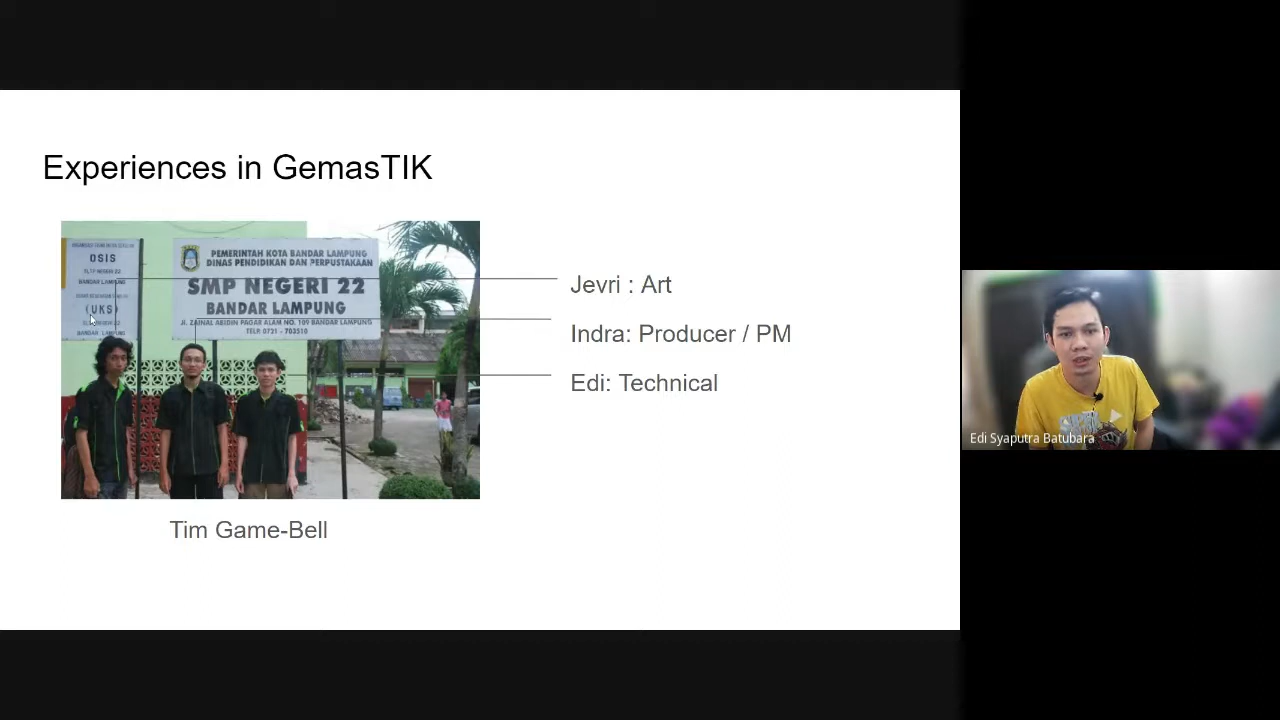 Experiences in GemasTIK
OSIS
SLTP NEGERI 22
BANDAR LAMPUNG
(UKS)
BANDAR LAMPUNG
PEMERINTAH KOTA BANDAR LAMPUNG
DINAS PENDIDIKAN DAN PERPUSTAKAAN
SMP NEGERI 22
BANDAR LAMPUNG
JL. ZAINAL ABIDIN PAGAR ALAM NO. 109 BANDAR LAMPUNG
TELP. 0721 - 703510
Jevri : Art
Indra: Producer / PM
Edi: Technical
Tim Game-Bell
Edi Syaputra Batubara